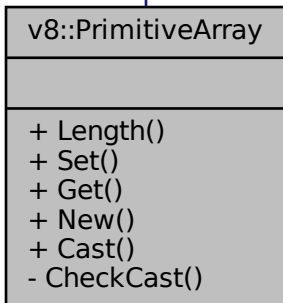 v8::PrimitiveArray
+ Length()
+ Set()
+ Get()
+ New()
+ Cast()
- CheckCast()